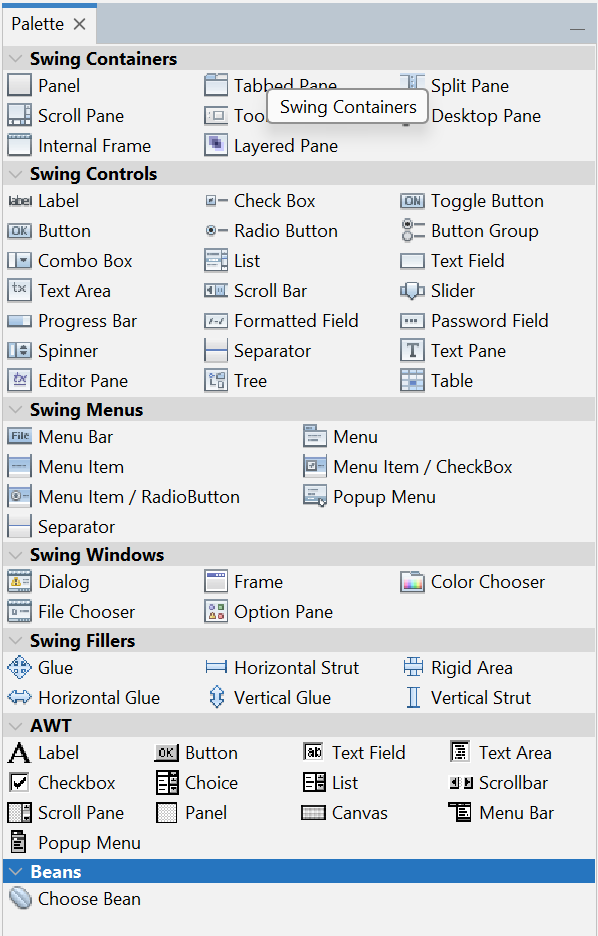 Palette
Swing Containers
Panel Tabbed Pane Split Pane
Swing Containers
Scroll Pane Desktop Pane
Internal Frame Layered Pane
Swing Controls
label Label Check Box ON Toggle Button
OK Button Radio Button Button Group
Combo Box List Text Field
txt Text Area Scroll Bar Slider
Progress Bar Formatted Field Password Field
Spinner Separator T Text Pane
txt Editor Pane Tree Table
Swing Menus
File Menu Bar Menu
Menu Item Menu Item / CheckBox
Menu Item / RadioButton Popup Menu
Separator
Swing Windows
Dialog Frame Color Chooser
File Chooser Option Pane
Swing Fillers
Glue Horizontal Strut Rigid Area
Horizontal Glue Vertical Glue Vertical Strut
AWT
A Label OK Button ab Text Field Text Area
Checkbox Choice List Scrollbar
Scroll Pane Panel Canvas Menu Bar
Popup Menu
Beans
Choose Bean